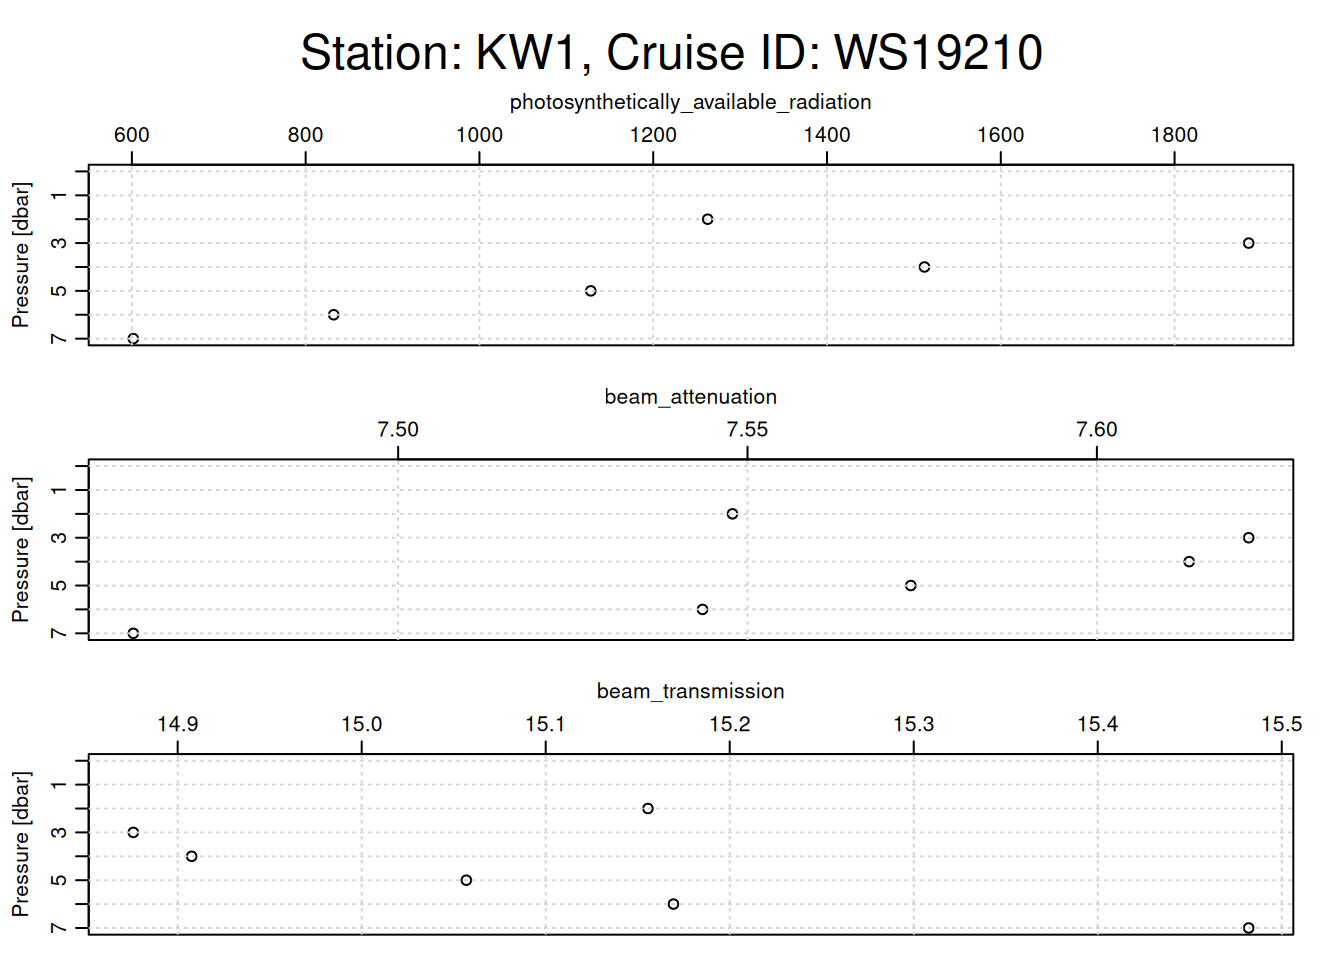 Station: KW1, Cruise ID: WS19210
photosynthetically_available_radiation
600 800 1000 1200 1400 1600 1800
Pressure [dbar]
1
3
5
7
beam_attenuation
7.50 7.55 7.60
Pressure [dbar]
1
3
5
7
beam_transmission
14.9 15.0 15.1 15.2 15.3 15.4 15.5
Pressure [dbar]
1
3
5
7